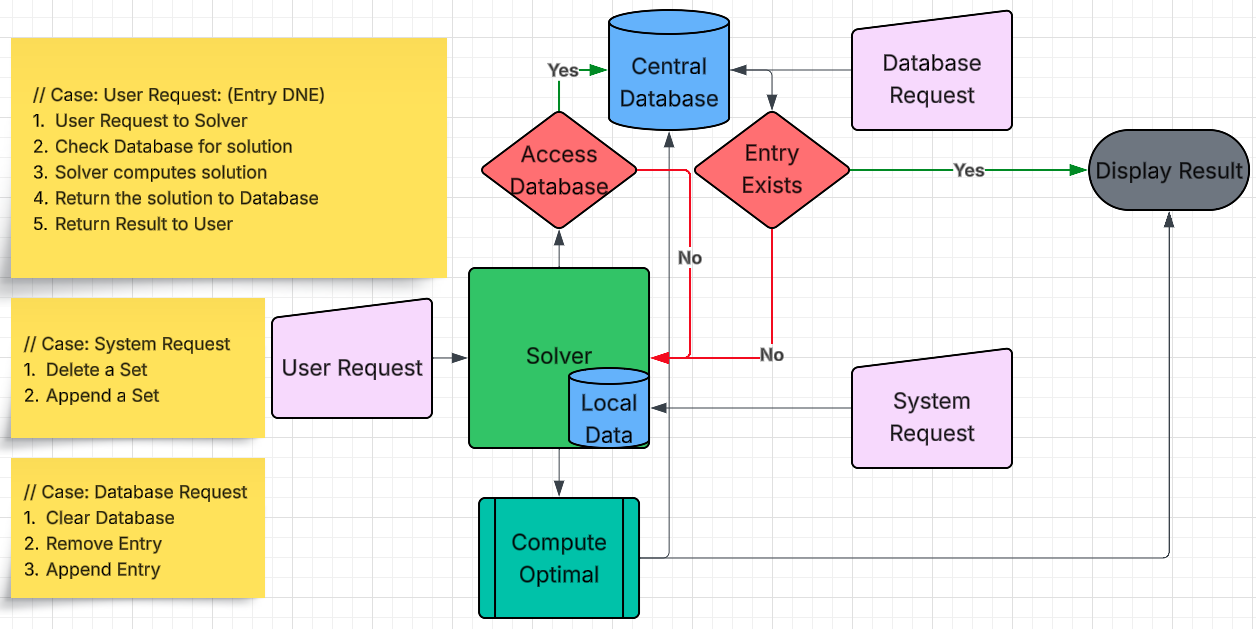 // Case: User Request: (Entry DNE)
1. User Request to Solver
2. Check Database for solution
3. Solver computes solution
4. Return the solution to Database
5. Return Result to User
// Case: System Request
1. Delete a Set
2. Append a Set
// Case: Database Request
1. Clear Database
2. Remove Entry
3. Append Entry
User Request
Yes
Central
Database
Database
Request
Access
Database
Entry
Exists
Yes
Display Result
No
No
Solver
Local
Data
System
Request
Compute
Optimal